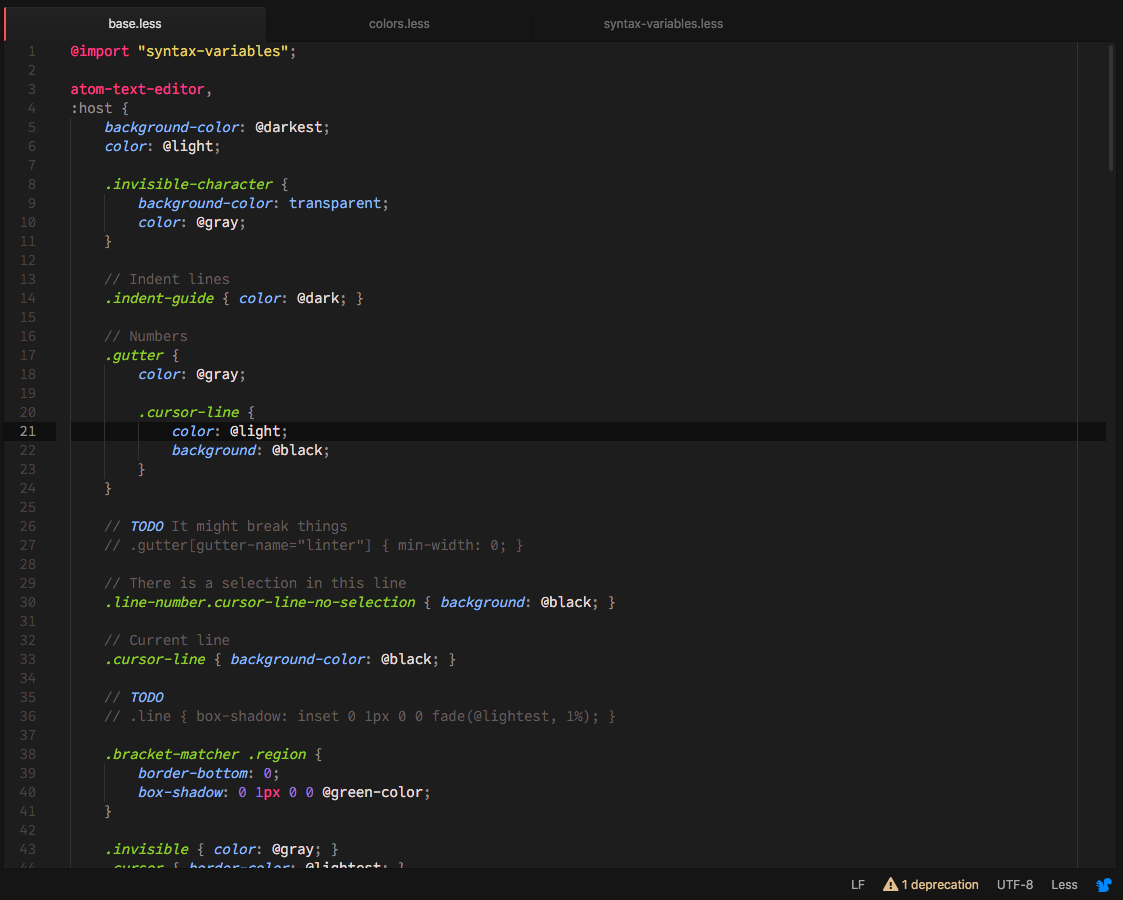 base.less colors.less syntax-variables.less
1 @import "syntax-variables";
2
3 atom-text-editor,
4 :host {
5 background-color: @darkest;
6 color: @light;
7
8 .invisible-character {
9 background-color: transparent;
10 color: @gray;
11 }
12
13 // Indent lines
14 .indent-guide { color: @dark; }
15
16 // Numbers
17 .gutter {
18 color: @gray;
19
20 .cursor-line {
21 color: @light;
22 background: @black;
23 }
24 }
25
26 // TODO It might break things
27 // .gutter[gutter-name="linter"] { min-width: 0; }
28
29 // There is a selection in this line
30 .line-number.cursor-line-no-selection { background: @black; }
31
32 // Current line
33 .cursor-line { background-color: @black; }
34
35 // TODO
36 // .line { box-shadow: inset 0 1px 0 0 fade(@lightest, 1%); }
37
38 .bracket-matcher .region {
39 border-bottom: 0;
40 box-shadow: 0 1px 0 0 @green-color;
41 }
42
43 .invisible { color: @gray; }
44 .cursor { border-color: @lightest; }
LF 1 deprecation UTF-8 Less